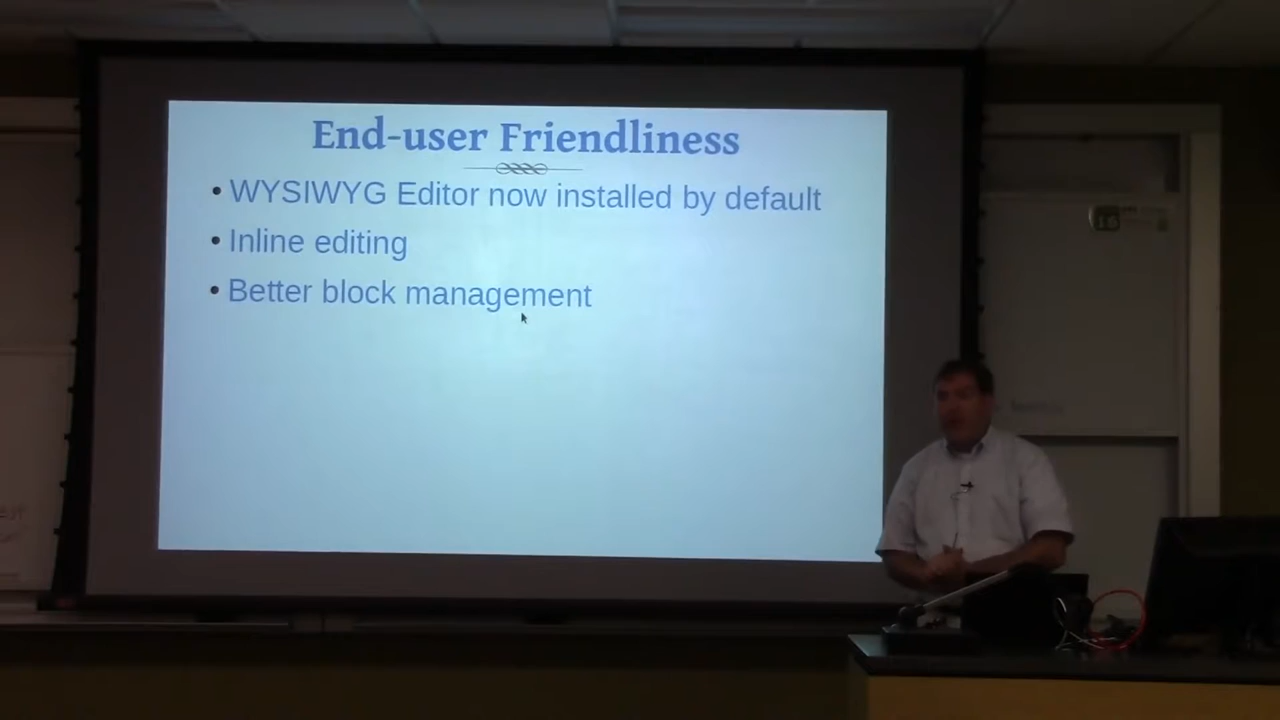 End-user Friendliness
• WYSIWYG Editor now installed by default
• Inline editing
• Better block management